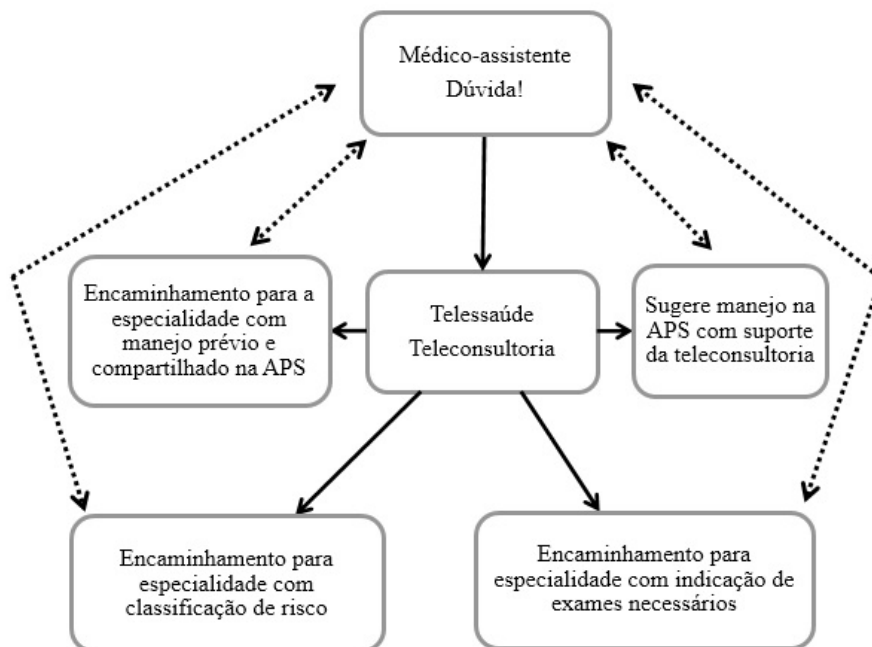 Médico-assistente
Dúvida!
Encaminhamento para a
especialidade com
manejo prévio e
compartilhado na APS
Telessaúde
Teleconsultoria
Sugere manejo na
APS com suporte
da teleconsultoria
Encaminhamento para
especialidade com
classificação de risco
Encaminhamento para
especialidade com indicação de
exames necessários